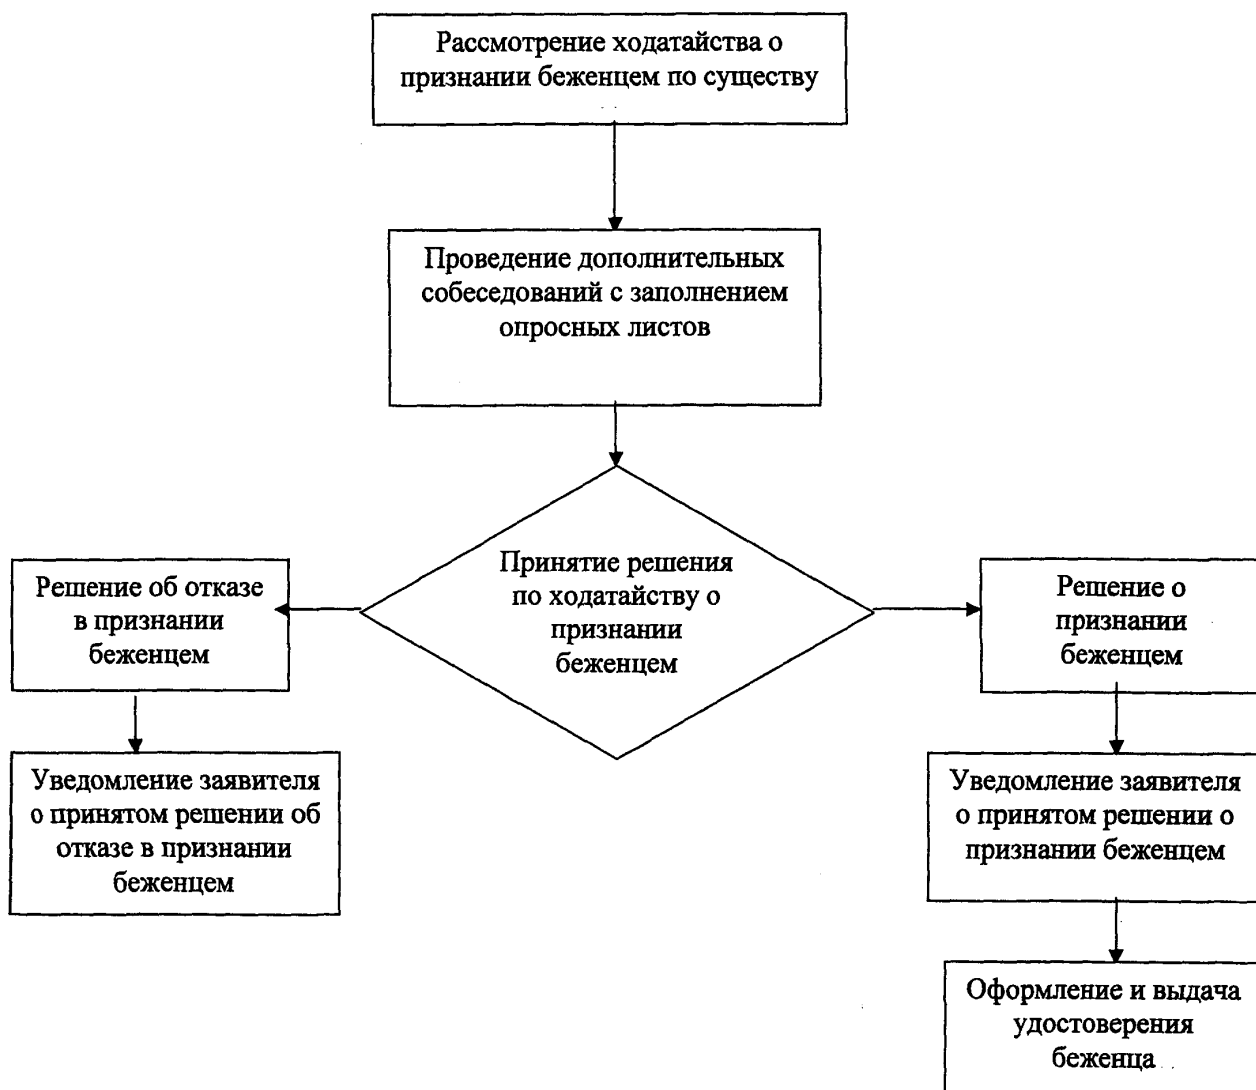 Рассмотрение ходатайства о
признании беженцем по существу
Проведение дополнительных
собеседований с заполнением
опросных листов
Принятие решения
по ходатайству о
признании
беженцем
Решение об отказе
в признании
беженцем
Решение о
признании
беженцем
Уведомление заявителя
о принятом решении об
отказе в признании
беженцем
Уведомление заявителя
о принятом решении о
признании беженцем
Оформление и выдача
удостоверения
беженца